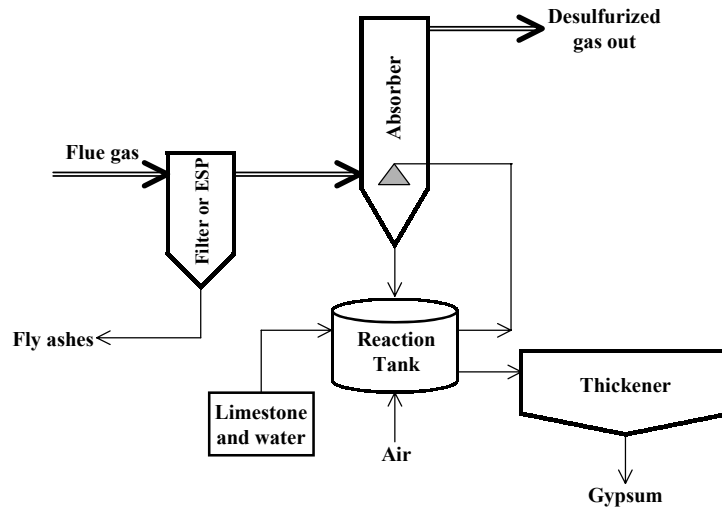 Desulfurized
gas out
Absorber
Flue gas
Filter or ESP
Fly ashes
Reaction
Tank
Thickener
Limestone
and water
Air
Gypsum